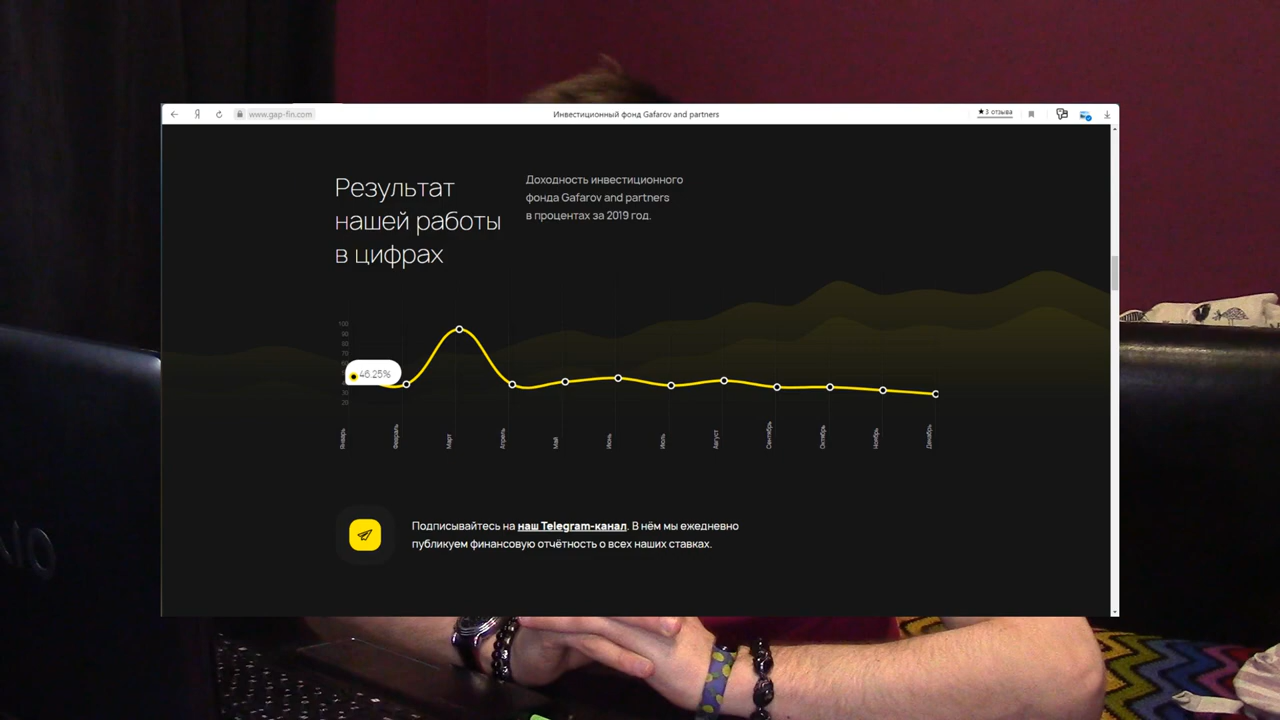 www.gap-fin.com
Инвестиционный фонд Gafarov and partners
★ 3 отзыва
Результат
нашей работы
в цифрах
Доходность инвестиционного
фонда Gafarov and partners
в процентах за 2019 год.
100
90
80
70
46.25%
30
20
Январь
Февраль
Март
Апрель
Май
Июнь
Июль
Август
Сентябрь
Октябрь
Ноябрь
Декабрь
Подписывайтесь на наш Telegram-канал. В нём мы ежедневно
публикуем финансовую отчётность о всех наших ставках.